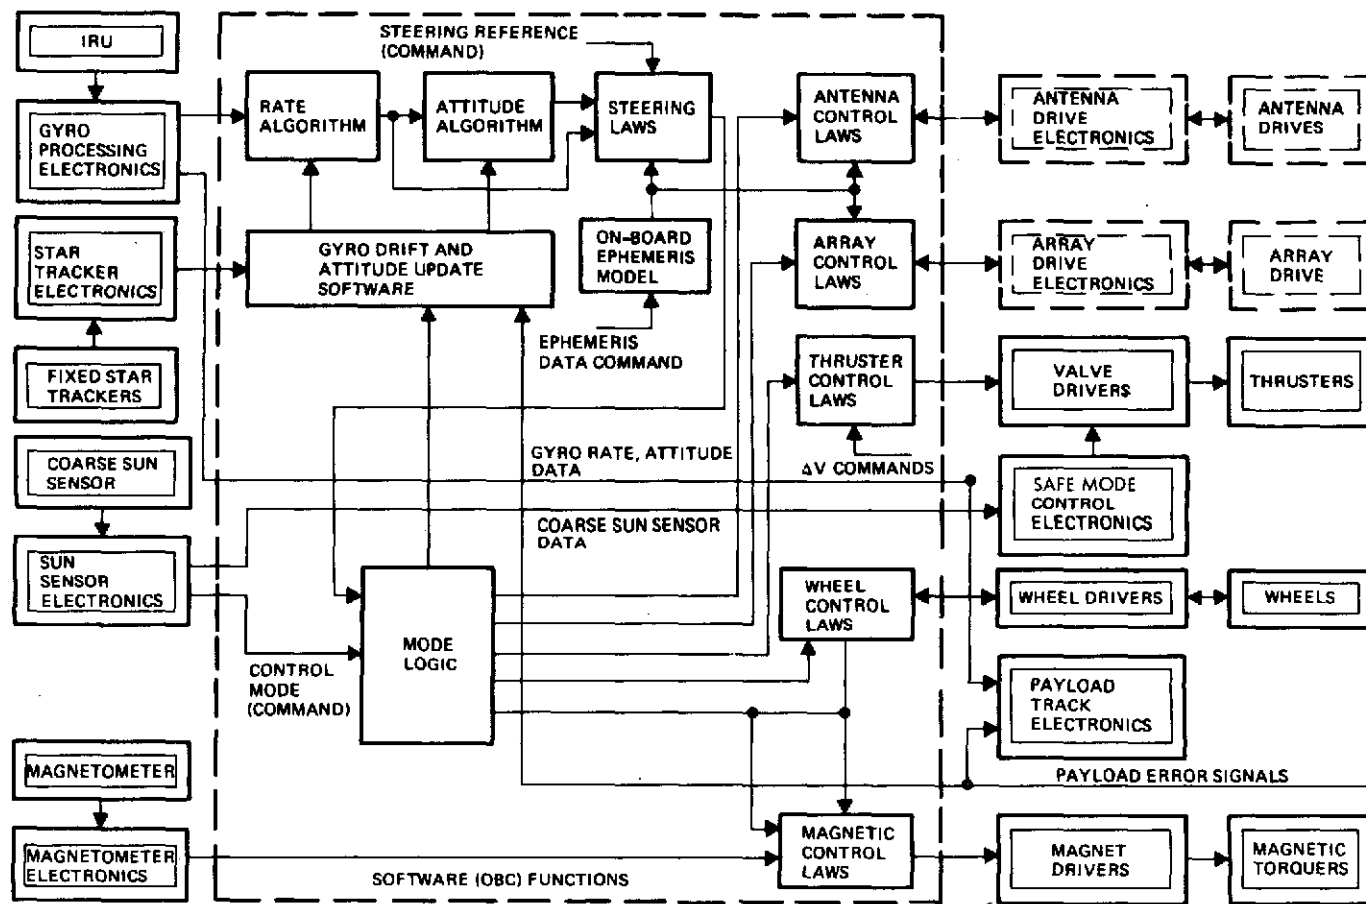 IRU
GYRO
PROCESSING
ELECTRONICS
STAR
TRACKER
ELECTRONICS
FIXED STAR
TRACKERS
COARSE SUN
SENSOR
SUN
SENSOR
ELECTRONICS
MAGNETOMETER
MAGNETOMETER
ELECTRONICS
STEERING REFERENCE
(COMMAND)
RATE
ALGORITHM
ATTITUDE
ALGORITHM
STEERING
LAWS
GYRO DRIFT AND
ATTITUDE UPDATE
SOFTWARE
ON-BOARD
EPHEMERIS
MODEL
EPHEMERIS
DATA COMMAND
GYRO RATE, ATTITUDE
DATA
COARSE SUN SENSOR
DATA
CONTROL
MODE
(COMMAND)
MODE
LOGIC
SOFTWARE (OBC) FUNCTIONS
ANTENNA
CONTROL
LAWS
ARRAY
CONTROL
LAWS
THRUSTER
CONTROL
LAWS
ΔV COMMANDS
WHEEL
CONTROL
LAWS
MAGNETIC
CONTROL
LAWS
ANTENNA
DRIVE
ELECTRONICS
ANTENNA
DRIVES
ARRAY
DRIVE
ELECTRONICS
ARRAY
DRIVE
VALVE
DRIVERS
THRUSTERS
SAFE MODE
CONTROL
ELECTRONICS
WHEEL DRIVERS
WHEELS
PAYLOAD
TRACK
ELECTRONICS
PAYLOAD ERROR SIGNALS
MAGNET
DRIVERS
MAGNETIC
TORQUERS